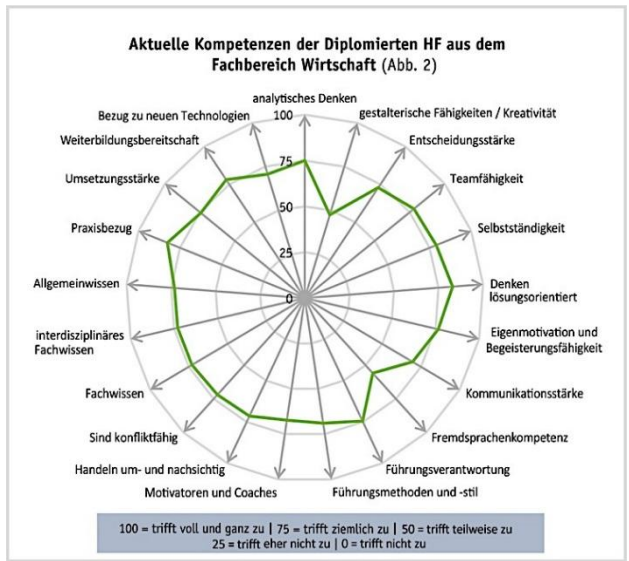 Aktuelle Kompetenzen der Diplomierten HF aus dem
Fachbereich Wirtschaft (Abb. 2)
analytisches Denken
gestalterische Fähigkeiten / Kreativität
Entscheidungsstärke
Teamfähigkeit
Selbstständigkeit
Denken
lösungsorientiert
Eigenmotivation und
Begeisterungsfähigkeit
Kommunikationsstärke
Fremdsprachenkompetenz
Führungsverantwortung
Führungsmethoden und -stil
Motivatoren und Coaches
Handeln um- und nachsichtig
Sind konfliktfähig
Fachwissen
interdisziplinäres
Fachwissen
Allgemeinwissen
Praxisbezug
Umsetzungsstärke
Weiterbildungsbereitschaft
Bezug zu neuen Technologien
100
75
50
25
0
100 = trifft voll und ganz zu | 75 = trifft ziemlich zu | 50 = trifft teilweise zu
25 = trifft eher nicht zu | 0 = trifft nicht zu